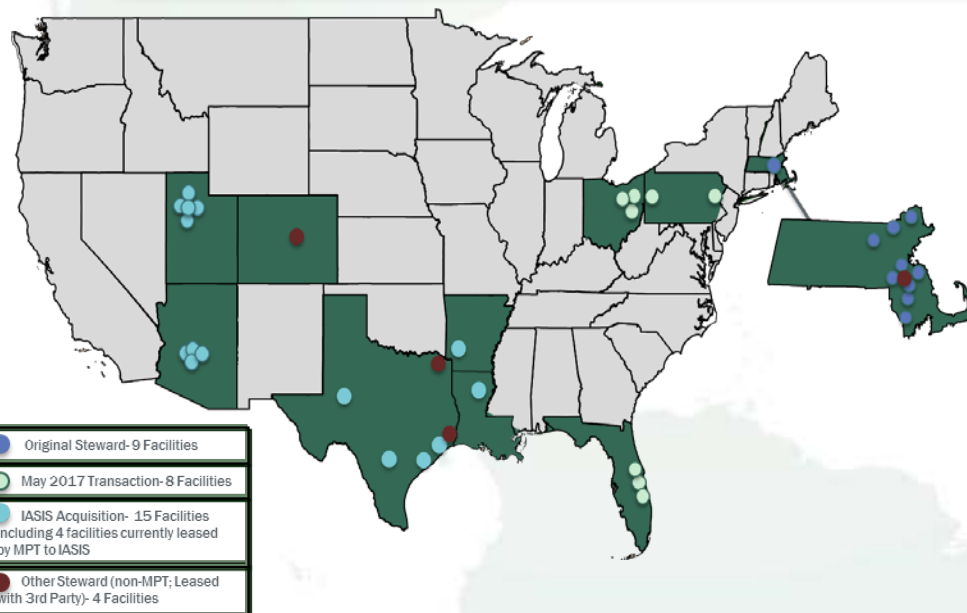 Original Steward- 9 Facilities
May 2017 Transaction- 8 Facilities
IASIS Acquisition- 15 Facilities
including 4 facilities currently leased
by MPT to IASIS
Other Steward (non-MPT; Leased
with 3rd Party)- 4 Facilities